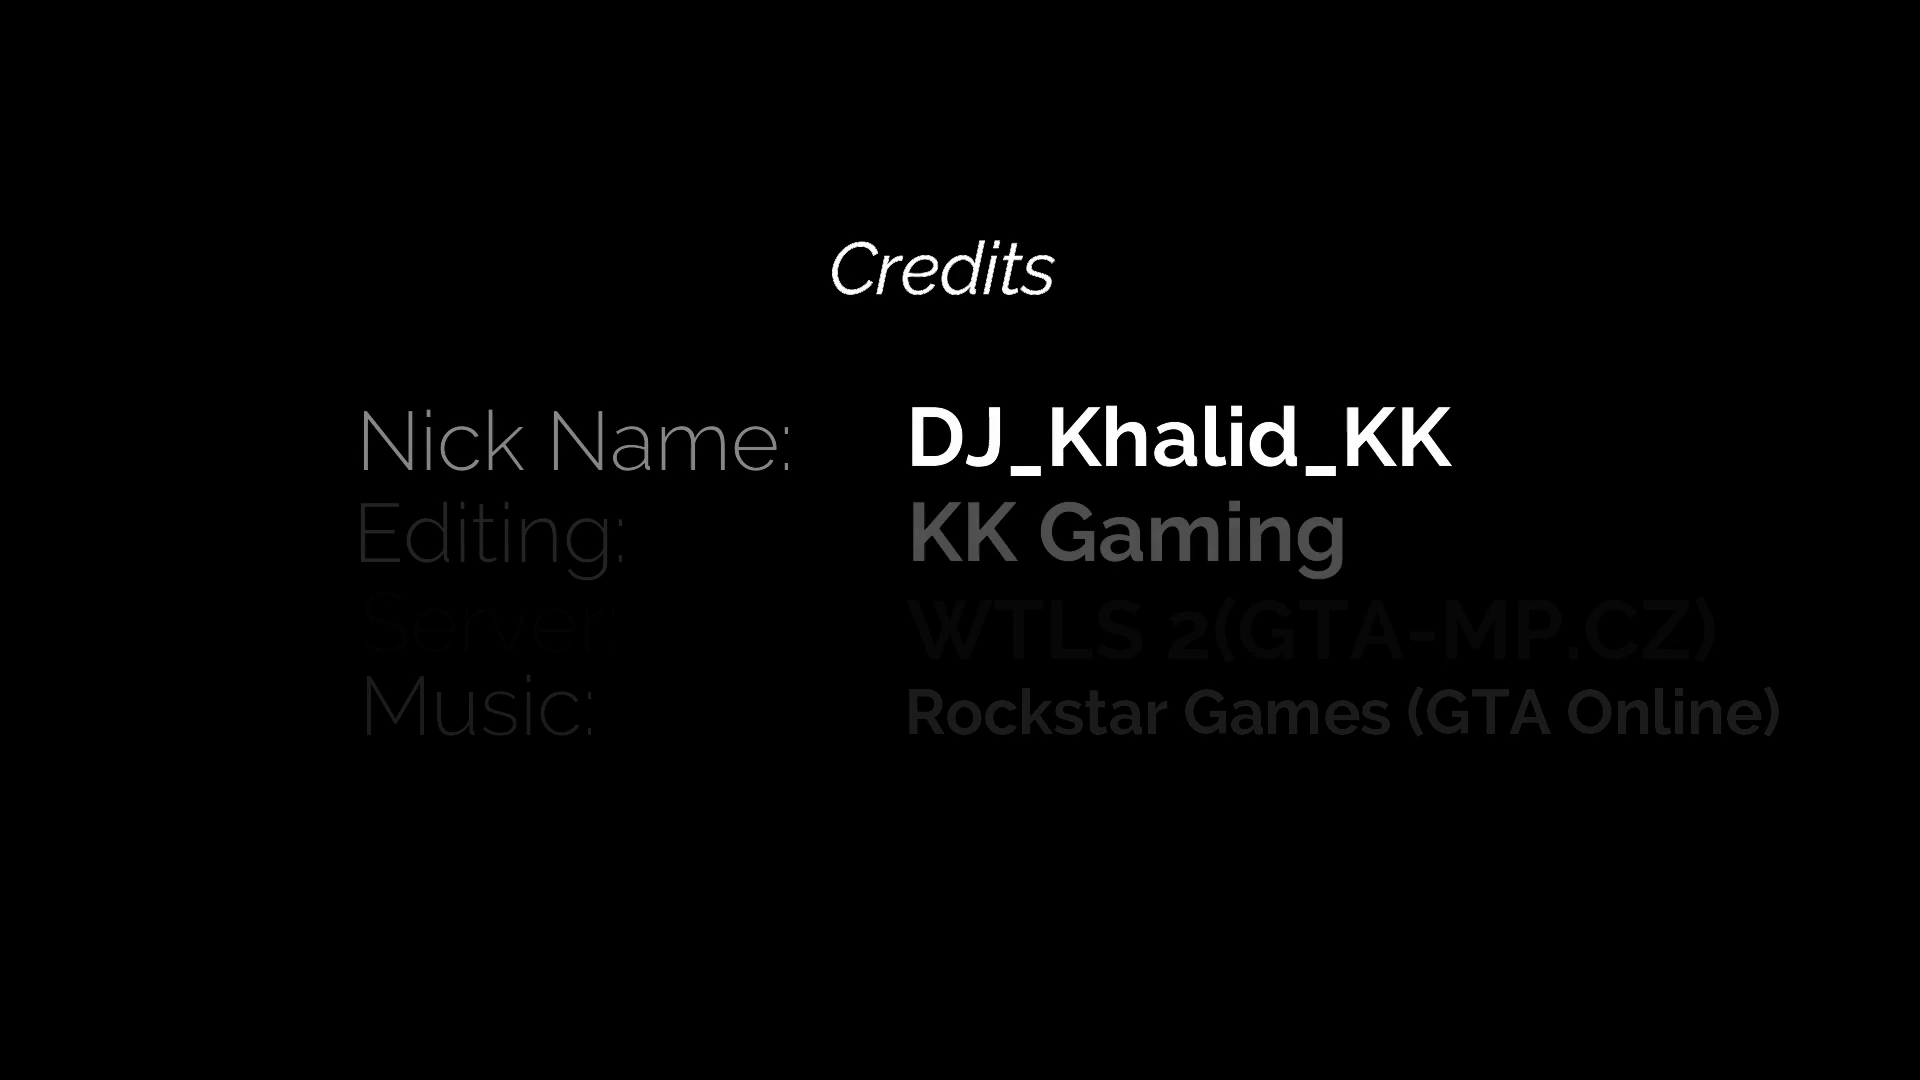 Credits
Nick Name: DJ_Khalid_KK
Editing: KK Gaming
Server: WTLS 2(GTA-MP.CZ)
Music: Rockstar Games (GTA Online)